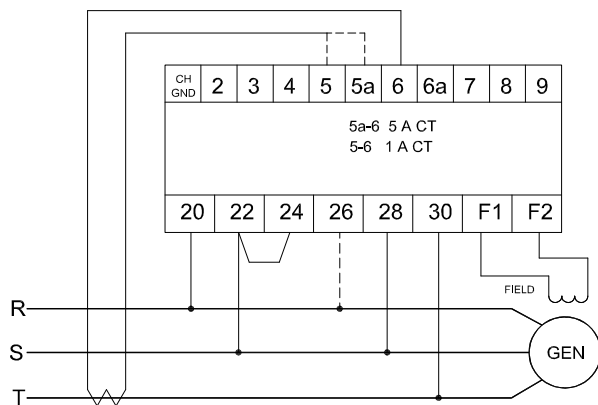 CH GND 2 3 4 5 5a 6 6a 7 8 9
5a-6 5 A CT
5-6 1 A CT
20 22 24 26 28 30 F1 F2
FIELD
R
S
GEN
T